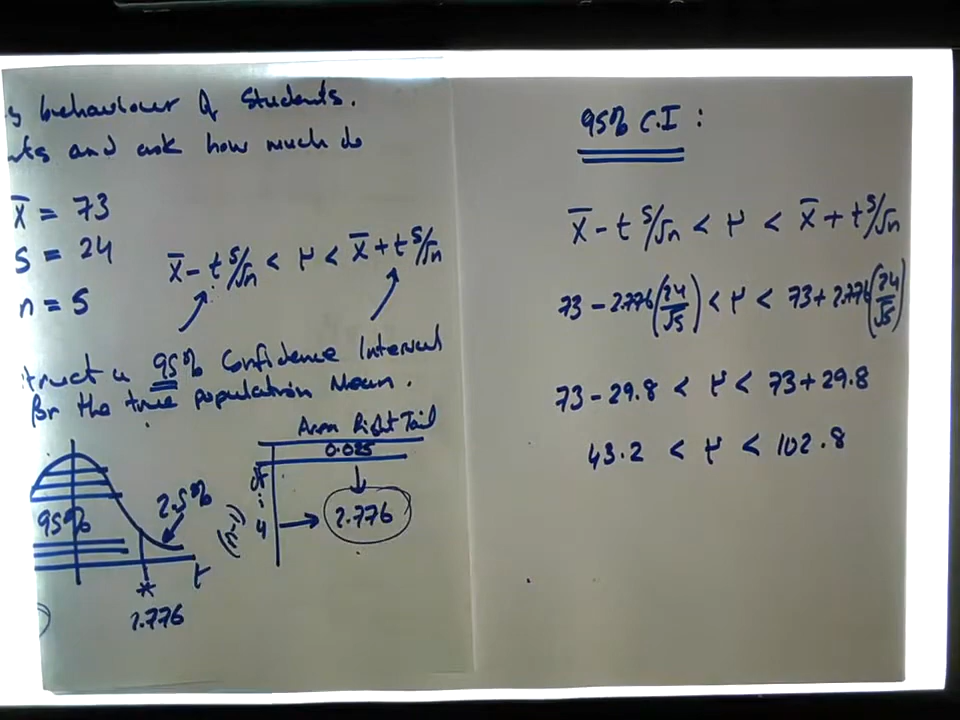 behaviour of Students.
and ask how much do
x̄ = 73
s = 24
x̄ - t s/√n < μ < x̄ + t s/√n
n = 5
a 95% Confidence Interval
for the true population Mean.
Area Right Tail
0.025
df
4
2.776
95%
2.5%
(n-1)
t
*
2.776
95% C.I :
x̄ - t s/√n < μ < x̄ + t s/√n
73 - 2.776(24/√5) < μ < 73 + 2.776(24/√5)
73 - 29.8 < μ < 73 + 29.8
43.2 < μ < 102.8